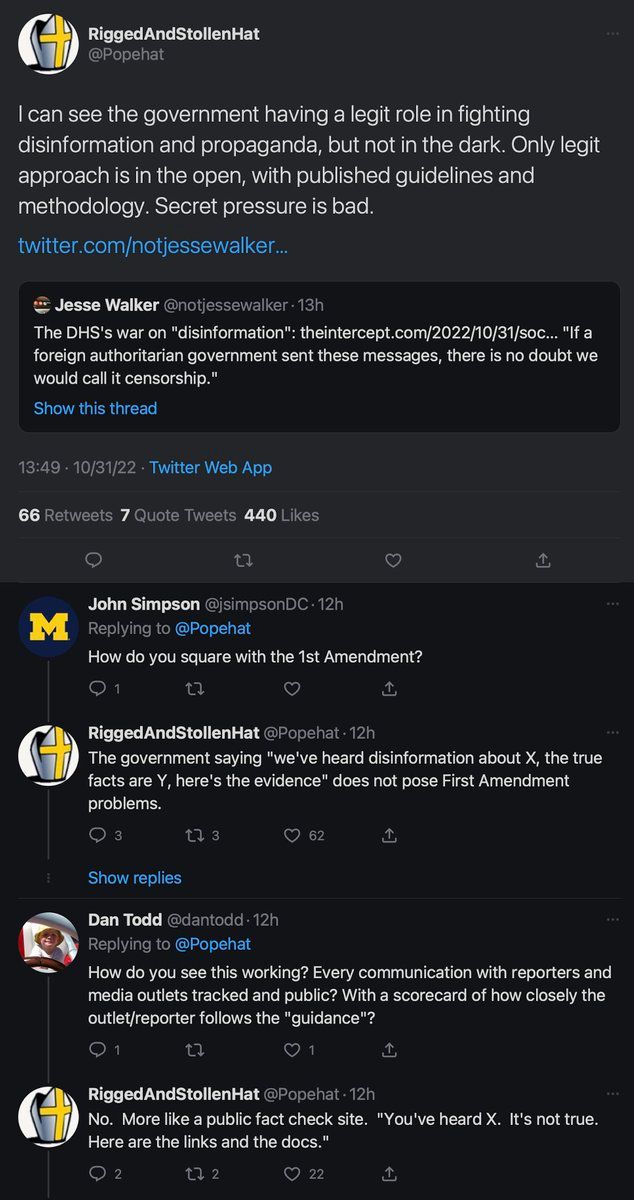 RiggedAndStollenHat
@Popehat
I can see the government having a legit role in fighting
disinformation and propaganda, but not in the dark. Only legit
approach is in the open, with published guidelines and
methodology. Secret pressure is bad.
twitter.com/notjessewalker...
Jesse Walker @notjessewalker · 13h
The DHS's war on "disinformation": theintercept.com/2022/10/31/soc... "If a
foreign authoritarian government sent these messages, there is no doubt we
would call it censorship."
Show this thread
13:49 · 10/31/22 · Twitter Web App
66 Retweets 7 Quote Tweets 440 Likes
M
John Simpson @jsimpsonDC · 12h
Replying to @Popehat
How do you square with the 1st Amendment?
1
RiggedAndStollenHat @Popehat · 12h
The government saying "we've heard disinformation about X, the true
facts are Y, here's the evidence" does not pose First Amendment
problems.
3 3 62
Show replies
Dan Todd @dantodd · 12h
Replying to @Popehat
How do you see this working? Every communication with reporters and
media outlets tracked and public? With a scorecard of how closely the
outlet/reporter follows the "guidance"?
1 1
RiggedAndStollenHat @Popehat · 12h
No. More like a public fact check site. "You've heard X. It's not true.
Here are the links and the docs."
2 2 22